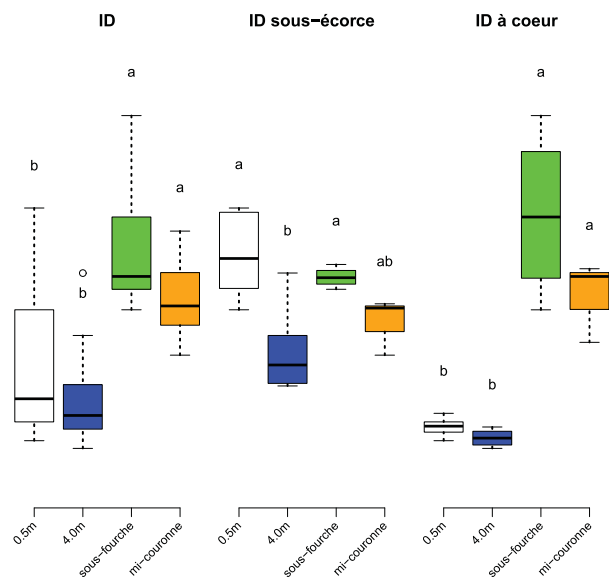 ID
ID sous−écorce
ID à coeur
a
a
b
a
a
b
a
ab
b
a
a
b
b
0.5m
4.0m
sous−fourche
mi−couronne
0.5m
4.0m
sous−fourche
mi−couronne
0.5m
4.0m
sous−fourche
mi−couronne